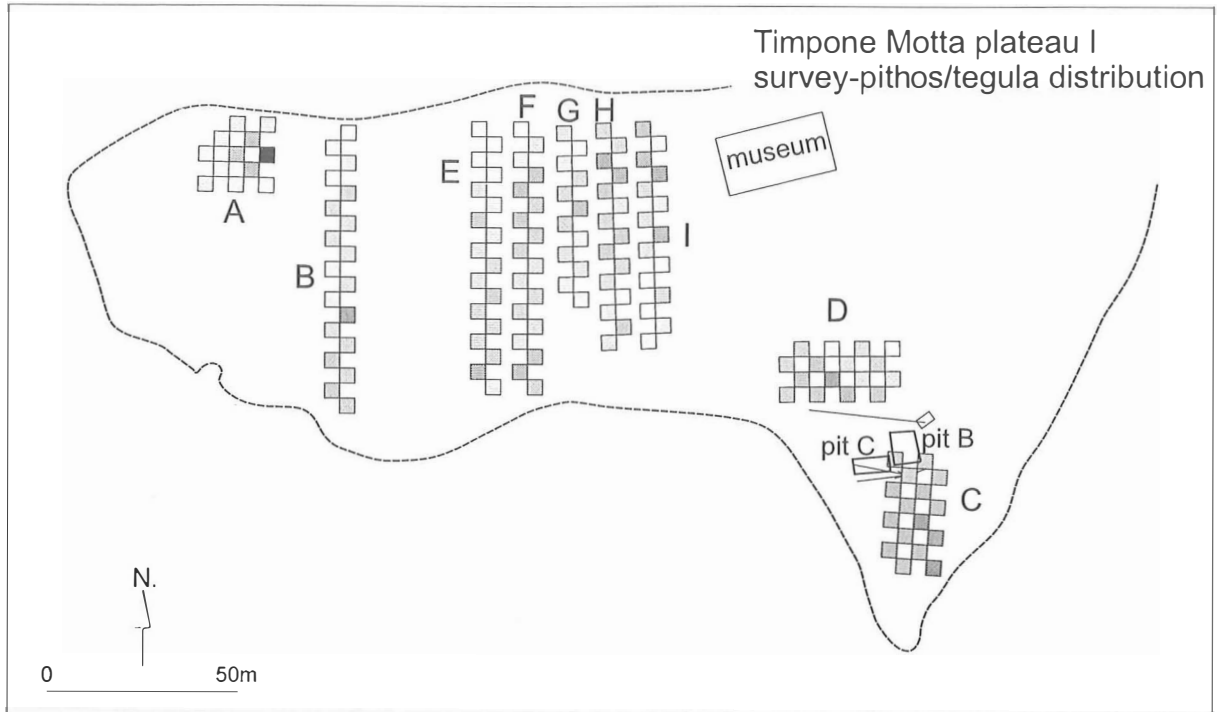 Timpone Motta plateau I
survey-pithos/tegula distribution
F G H
museum
E
A
I
B
D
pit C pit B
C
N.
0 50m